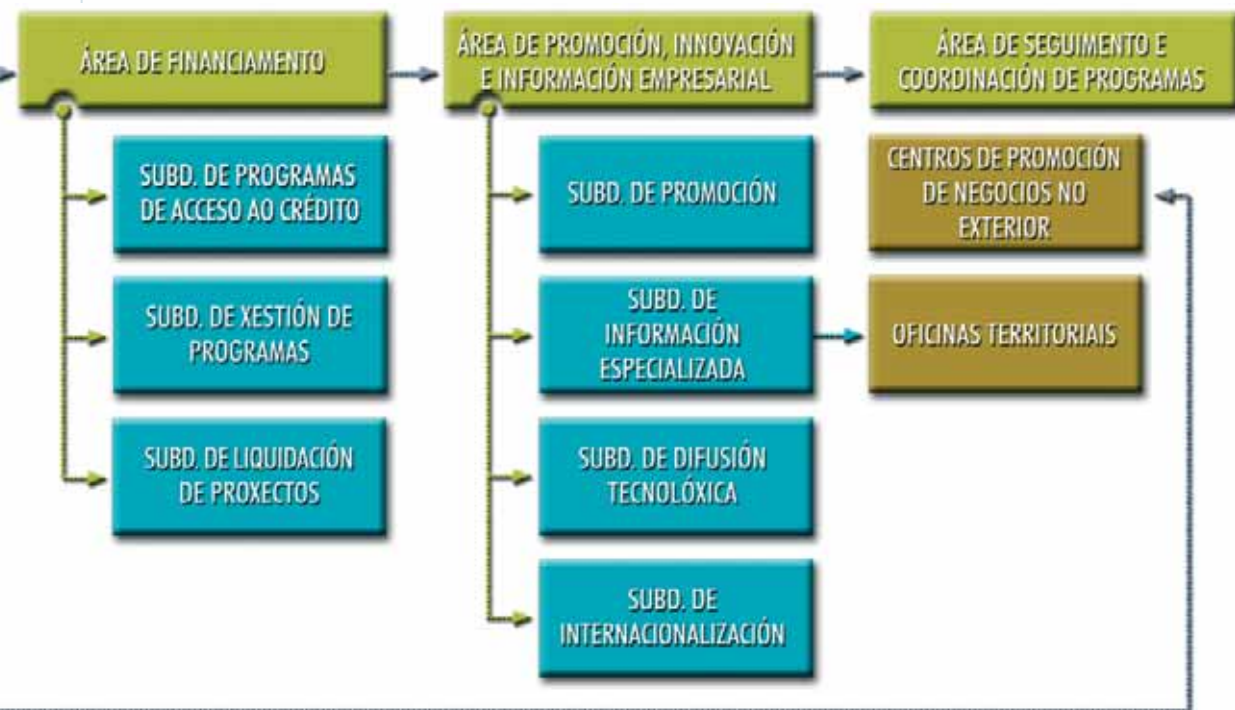 ÁREA DE FINANCIAMENTO
ÁREA DE PROMOCIÓN, INNOVACIÓN
E INFORMACIÓN EMPRESARIAL
ÁREA DE SEGUIMENTO E
COORDINACIÓN DE PROGRAMAS
SUBD. DE PROGRAMAS
DE ACCESO AO CRÉDITO
SUBD. DE XESTIÓN DE
PROGRAMAS
SUBD. DE LIQUIDACIÓN
DE PROXECTOS
SUBD. DE PROMOCIÓN
SUBD. DE
INFORMACIÓN
ESPECIALIZADA
SUBD. DE DIFUSIÓN
TECNOLÓXICA
SUBD. DE
INTERNACIONALIZACIÓN
CENTROS DE PROMOCIÓN
DE NEGOCIOS NO
EXTERIOR
OFICINAS TERRITORIAIS